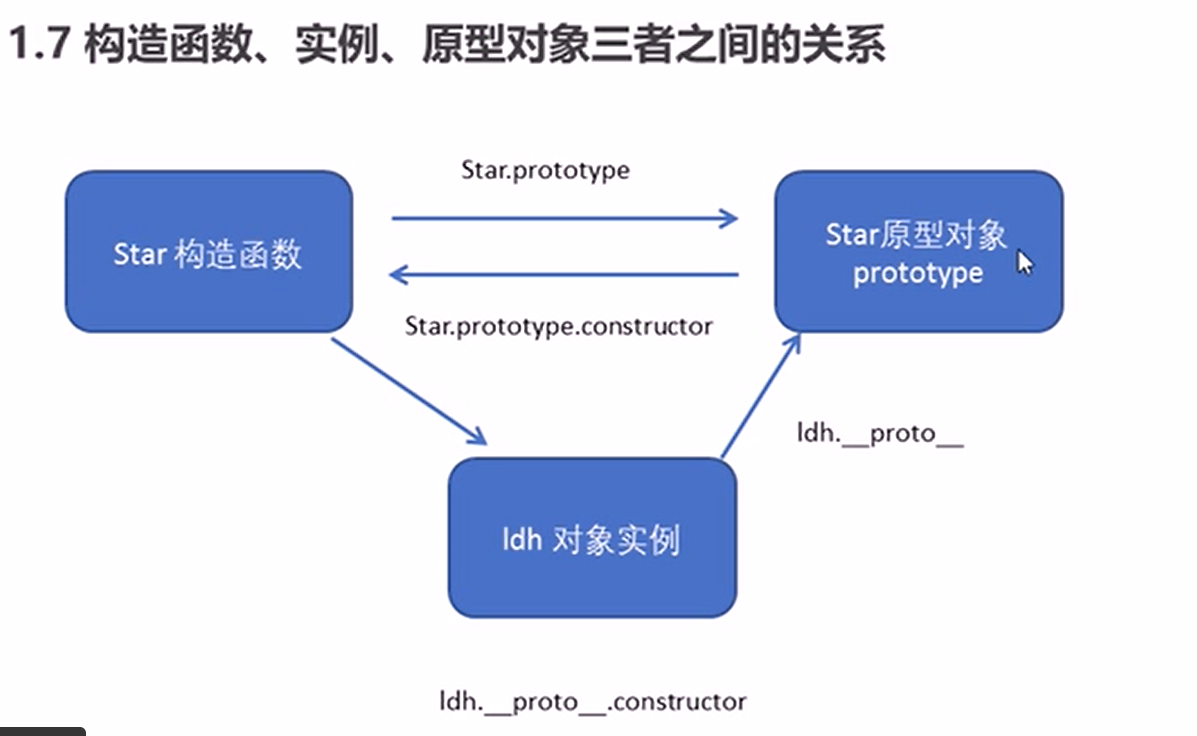 1.7 构造函数、实例、原型对象三者之间的关系
Star.prototype
Star 构造函数
Star原型对象
prototype
Star.prototype.constructor
ldh.__proto__
ldh 对象实例
ldh.__proto__.constructor